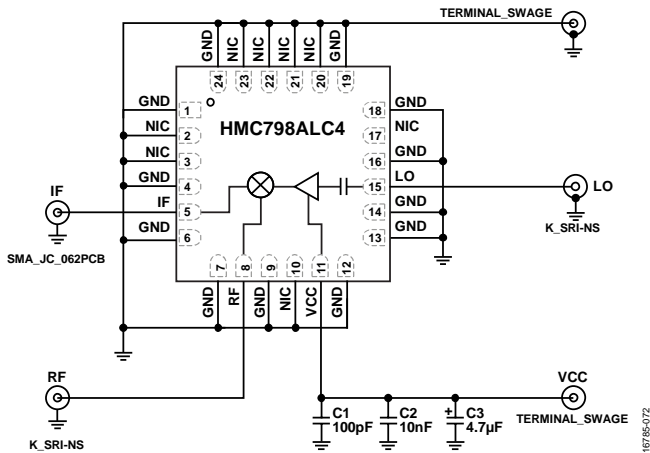 TERMINAL_SWAGE
GND
NIC
NIC
NIC
NIC
GND
24
23
22
21
20
19
HMC798ALC4
GND
1
NIC
2
NIC
3
GND
4
IF
5
GND
6
18
GND
17
NIC
16
GND
15
LO
14
GND
13
GND
IF
SMA_JC_062PCB
LO
K_SRI-NS
7
8
9
10
11
12
GND
RF
GND
NIC
VCC
GND
RF
K_SRI-NS
C1
100pF
C2
10nF
+
C3
4.7µF
VCC
TERMINAL_SWAGE
16785-072